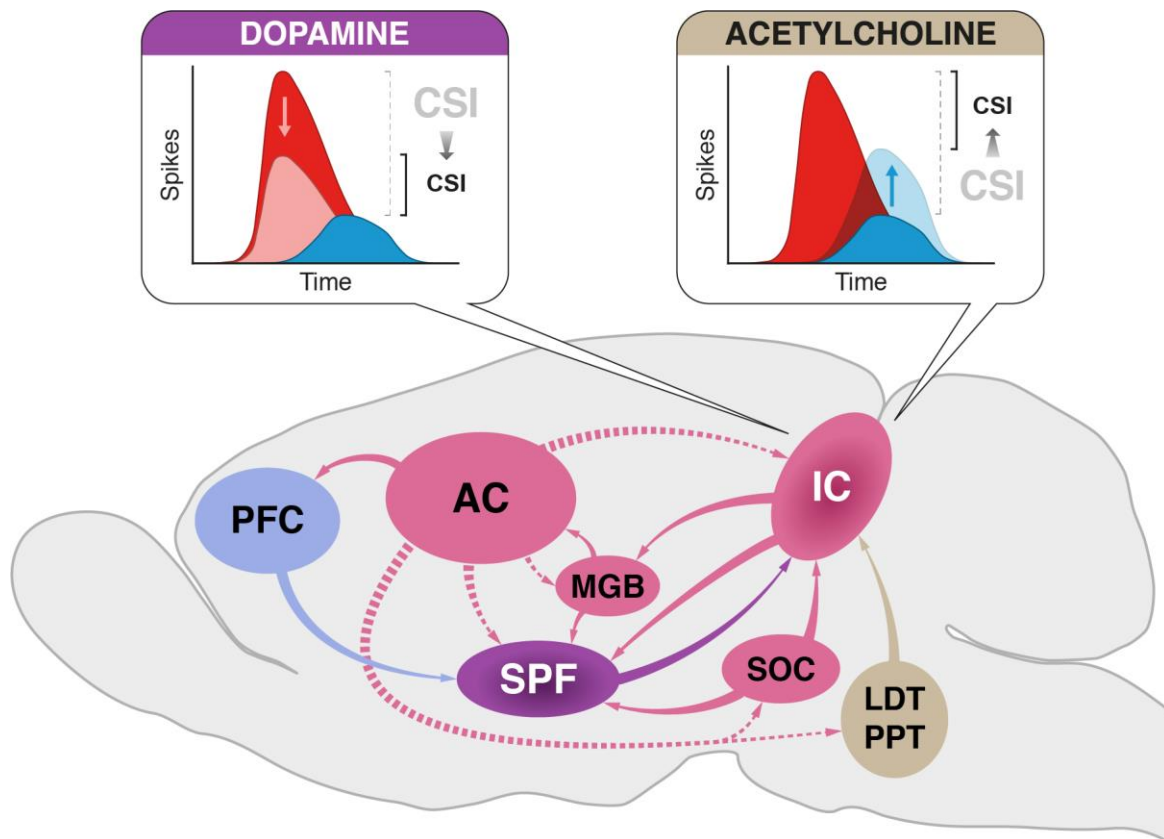 DOPAMINE
Spikes
CSI
CSI
Time
ACETYLCHOLINE
Spikes
CSI
CSI
Time
PFC
AC
IC
MGB
SPF
SOC
LDT
PPT